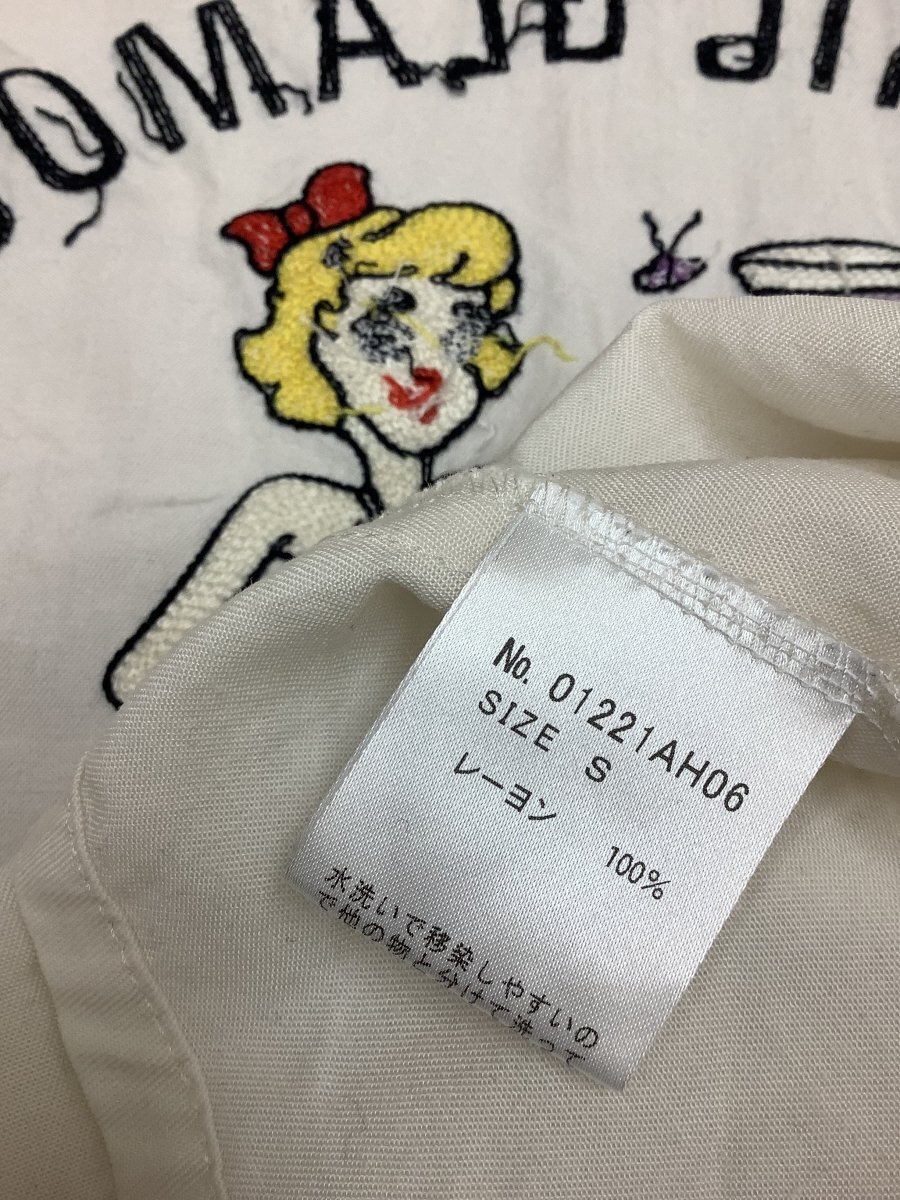 No. 01221AH06
SIZE S
レーヨン 100%
水洗いで移染しやすいの
で他の物と分けて洗って